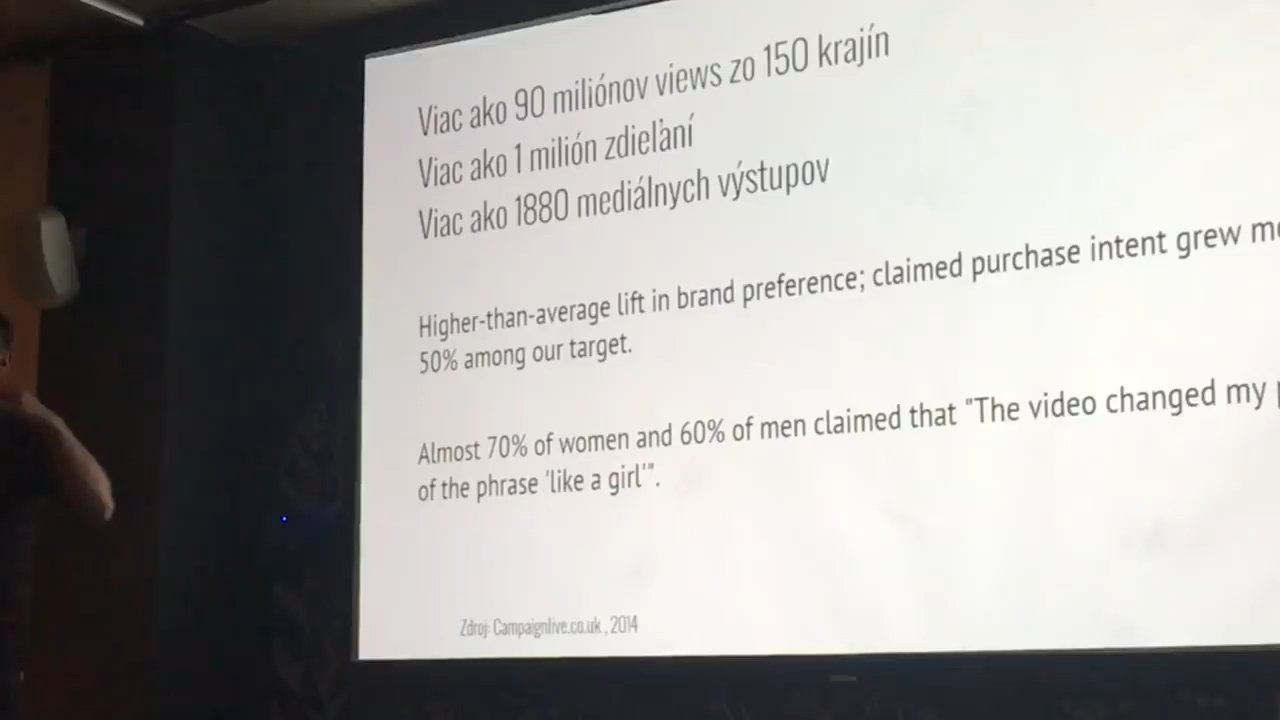 Viac ako 90 miliónov views zo 150 krajín
Viac ako 1 milión zdieľaní
Viac ako 1880 mediálnych výstupov
Higher-than-average lift in brand preference; claimed purchase intent grew
50% among our target.
Almost 70% of women and 60% of men claimed that "The video changed my
of the phrase 'like a girl'".
Zdroj: Campaignlive.co.uk , 2014